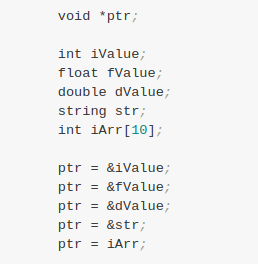 void *ptr;
int iValue;
float fValue;
double dValue;
string str;
int iArr[10];
ptr = &iValue;
ptr = &fValue;
ptr = &dValue;
ptr = &str;
ptr = iArr;